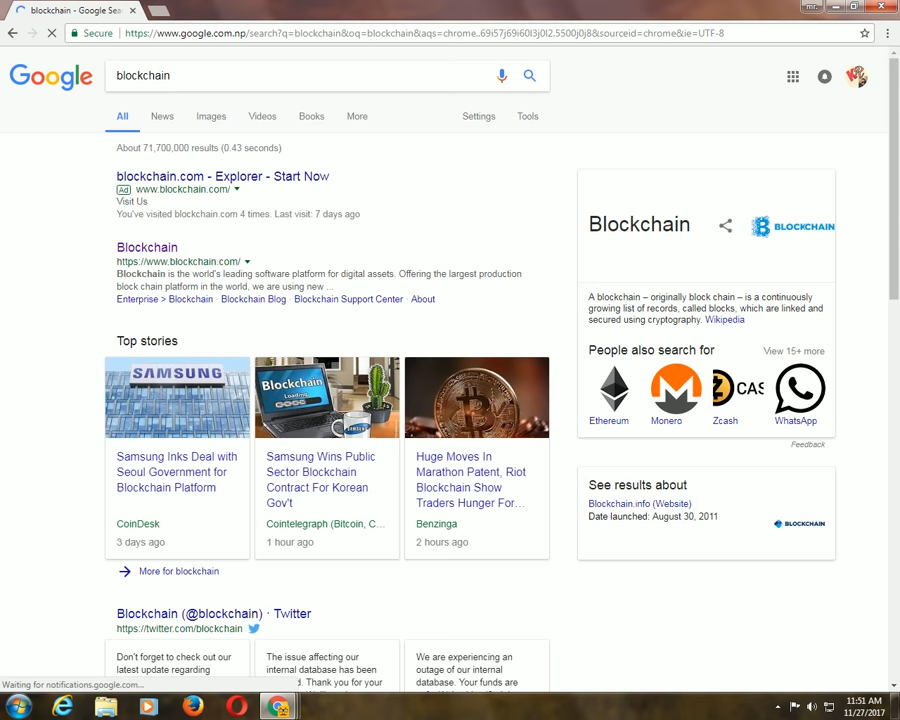 blockchain - Google Sea
mr.
Secure
https://www.google.com.np/search?q=blockchain&oq=blockchain&aqs=chrome..69i57j69i60l3j0l2.5500j0j8&sourceid=chrome&ie=UTF-8
Google
blockchain
All
News
Images
Videos
Books
More
Settings
Tools
About 71,700,000 results (0.43 seconds)
blockchain.com - Explorer - Start Now
Ad www.blockchain.com/
Visit Us
You've visited blockchain.com 4 times. Last visit: 7 days ago
Blockchain
https://www.blockchain.com/
Blockchain is the world's leading software platform for digital assets. Offering the largest production
block chain platform in the world, we are using new ...
Enterprise > Blockchain · Blockchain Blog · Blockchain Support Center · About
Top stories
SAMSUNG
Samsung Inks Deal with
Seoul Government for
Blockchain Platform
CoinDesk
3 days ago
Blockchain
Loading
SAMSUNG
Samsung Wins Public
Sector Blockchain
Contract For Korean
Gov't
Cointelegraph (Bitcoin, C...
1 hour ago
Huge Moves In
Marathon Patent, Riot
Blockchain Show
Traders Hunger For...
Benzinga
2 hours ago
More for blockchain
Blockchain (@blockchain) · Twitter
https://twitter.com/blockchain
Don't forget to check out our
latest update regarding
The issue affecting our
internal database has been
d. Thank you for your
We are experiencing an
outage of our internal
database. Your funds are
Blockchain
BLOCKCHAIN
A blockchain – originally block chain – is a continuously
growing list of records, called blocks, which are linked and
secured using cryptography. Wikipedia
People also search for
View 15+ more
CAS
Ethereum
Monero
Zcash
WhatsApp
Feedback
See results about
Blockchain.info (Website)
Date launched: August 30, 2011
BLOCKCHAIN
Waiting for notifications.google.com...
11:51 AM
11/27/2017